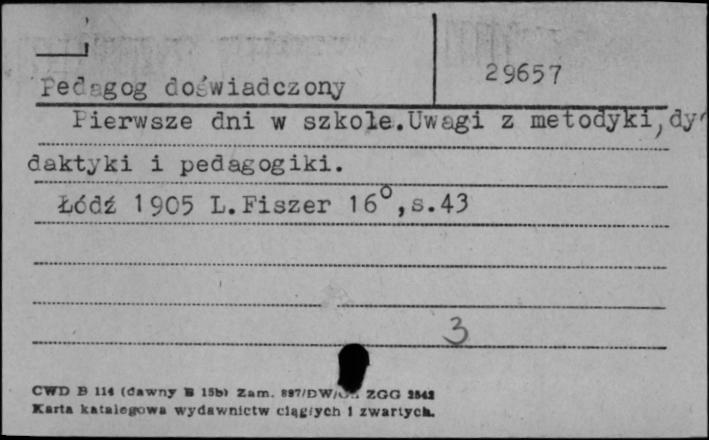 Pedagog doświadczony
29657
Pierwsze dni w szkole.Uwagi z metodyki,dy-
daktyki i pedagogiki.
Łódź 1905 L.Fiszer 16°,s.43
3
CWD B 114 (dawny B 15b) Zam. 897/DW/ ZGG 2542
Karta katalogowa wydawnictw ciągłych i zwartych.